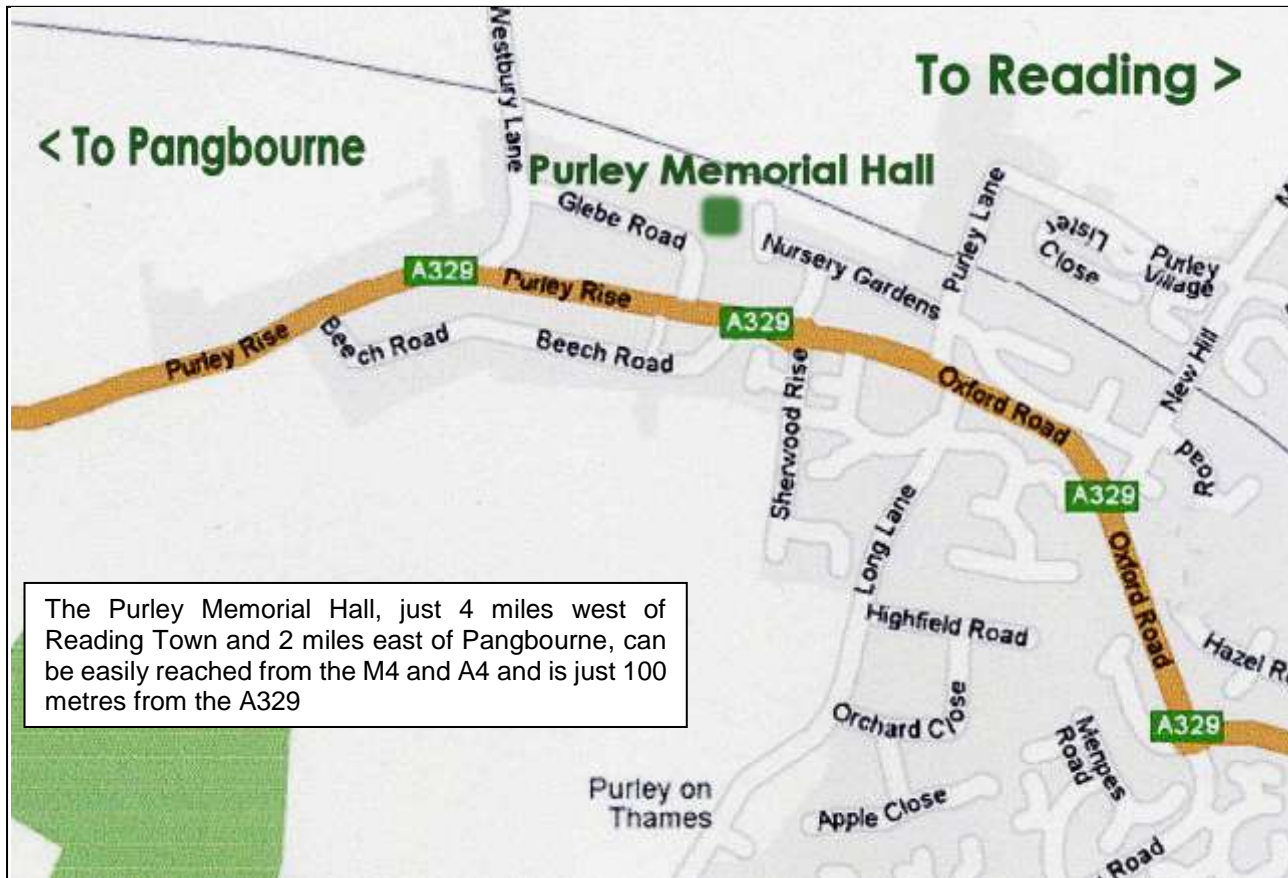 Westbury Lane
To Reading >
< To Pangbourne
Purley Memorial Hall
Glebe Road
Nursery Gardens
Purley Lane
Lister
Close
Purley
Village
A329
Purley Rise
A329
Purley Rise
Beech Road
Beech Road
Sherwood Rise
Oxford Road
New Hill
Road
A329
Long Lane
Oxford Road
Highfield Road
Hazel
Orchard Close
A329
Menpes
Road
Purley on
Thames
Apple Close
Road
The Purley Memorial Hall, just 4 miles west of
Reading Town and 2 miles east of Pangbourne, can
be easily reached from the M4 and A4 and is just 100
metres from the A329